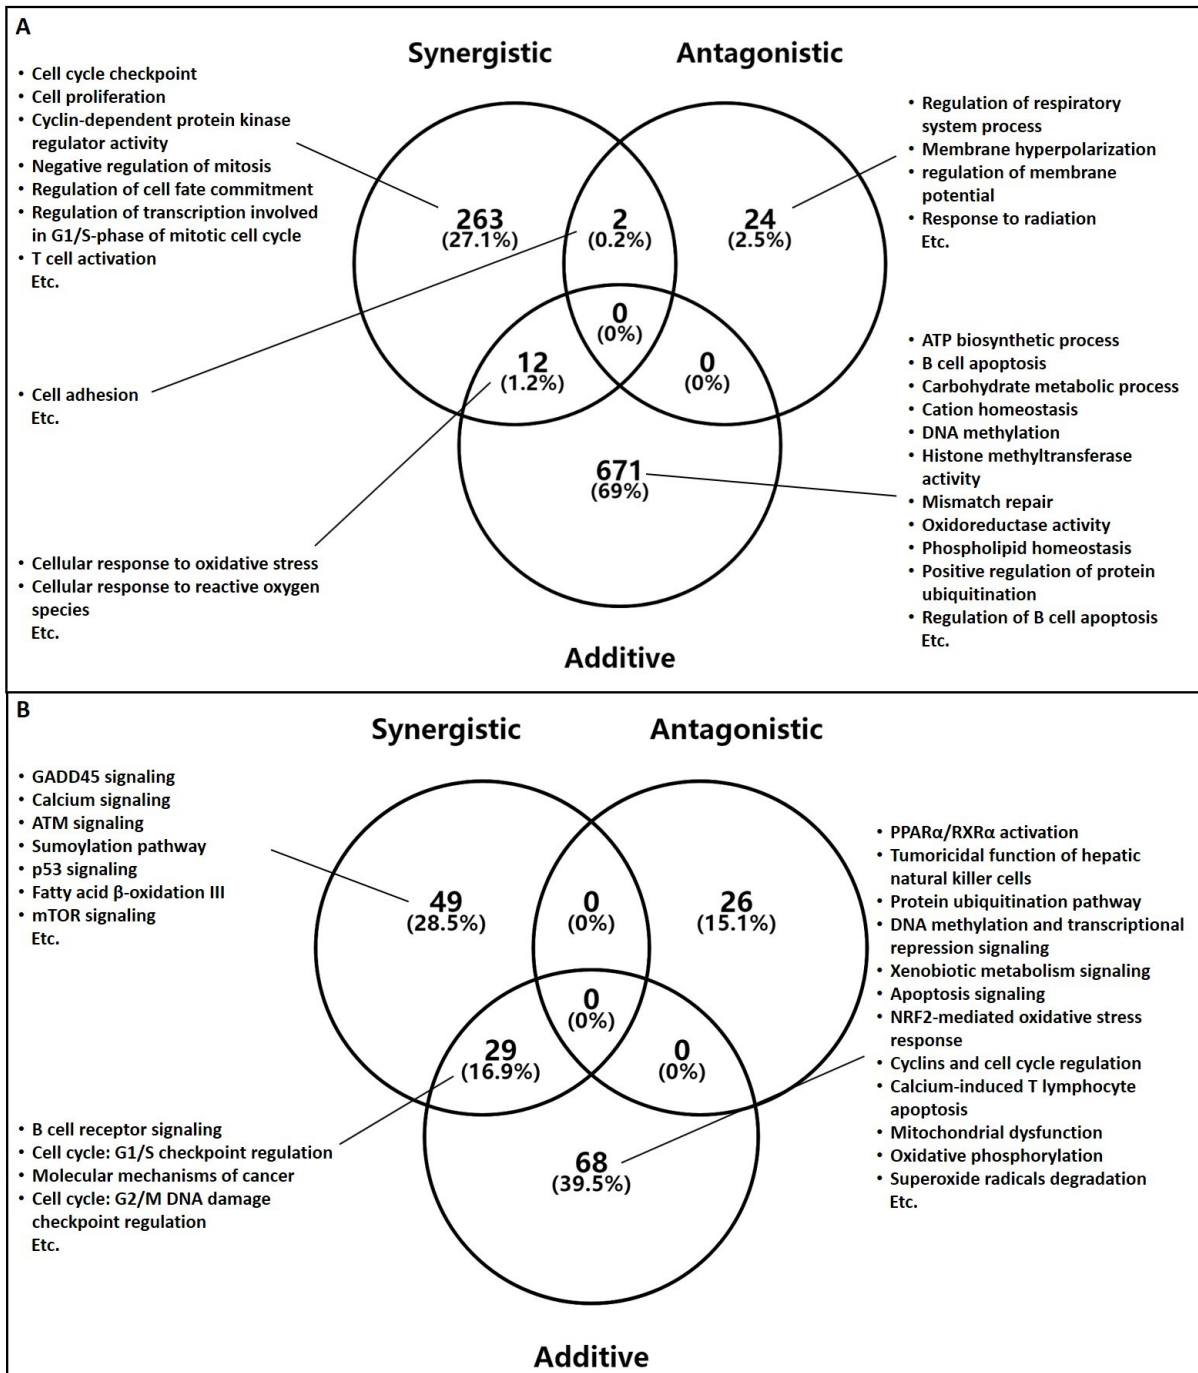 A
Synergistic
Antagonistic
• Cell cycle checkpoint
• Cell proliferation
• Cyclin-dependent protein kinase
regulator activity
• Negative regulation of mitosis
• Regulation of cell fate commitment
• Regulation of transcription involved
in G1/S-phase of mitotic cell cycle
• T cell activation
Etc.
• Regulation of respiratory
system process
• Membrane hyperpolarization
• regulation of membrane
potential
• Response to radiation
Etc.
263
(27.1%)
2
(0.2%)
24
(2.5%)
0
(0%)
12
(1.2%)
0
(0%)
671
(69%)
• Cell adhesion
Etc.
• ATP biosynthetic process
• B cell apoptosis
• Carbohydrate metabolic process
• Cation homeostasis
• DNA methylation
• Histone methyltransferase
activity
• Mismatch repair
• Oxidoreductase activity
• Phospholipid homeostasis
• Positive regulation of protein
ubiquitination
• Regulation of B cell apoptosis
Etc.
• Cellular response to oxidative stress
• Cellular response to reactive oxygen
species
Etc.
Additive
B
Synergistic
Antagonistic
• GADD45 signaling
• Calcium signaling
• ATM signaling
• Sumoylation pathway
• p53 signaling
• Fatty acid β-oxidation III
• mTOR signaling
Etc.
49
(28.5%)
0
(0%)
26
(15.1%)
0
(0%)
29
(16.9%)
0
(0%)
68
(39.5%)
• PPARα/RXRα activation
• Tumoricidal function of hepatic
natural killer cells
• Protein ubiquitination pathway
• DNA methylation and transcriptional
repression signaling
• Xenobiotic metabolism signaling
• Apoptosis signaling
• NRF2-mediated oxidative stress
response
• Cyclins and cell cycle regulation
• Calcium-induced T lymphocyte
apoptosis
• Mitochondrial dysfunction
• Oxidative phosphorylation
• Superoxide radicals degradation
Etc.
• B cell receptor signaling
• Cell cycle: G1/S checkpoint regulation
• Molecular mechanisms of cancer
• Cell cycle: G2/M DNA damage
checkpoint regulation
Etc.
Additive